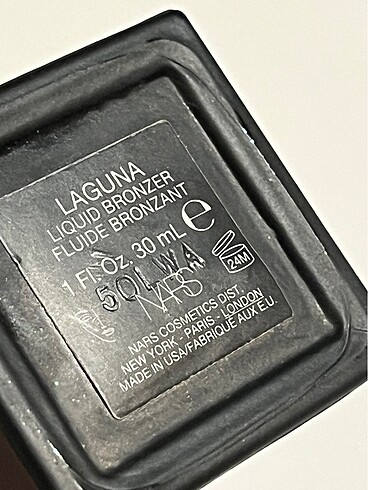 LAGUNA
LIQUID BRONZER
FLUIDE BRONZANT
1 Fl. Oz. 30 mL ℮
24M
NARS
NARS COSMETICS DIST.
NEW YORK - PARIS - LONDON
MADE IN USA/FABRIQUÉ AUX É.U.